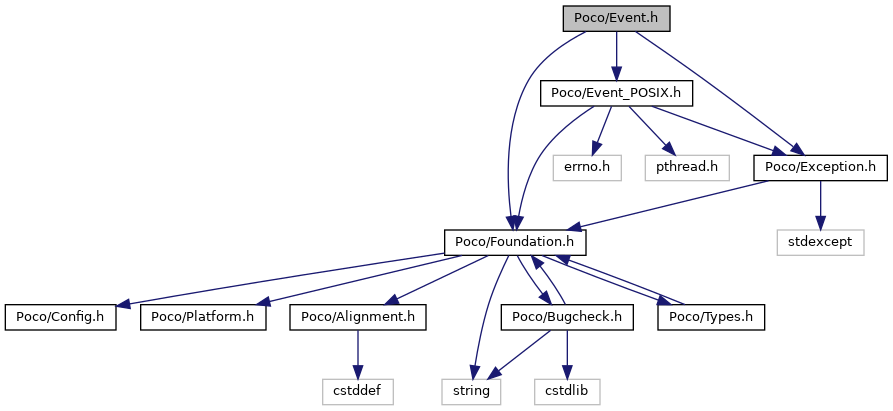 Poco/Event.h
Poco/Event_POSIX.h
errno.h
pthread.h
Poco/Exception.h
Poco/Foundation.h
stdexcept
Poco/Config.h
Poco/Platform.h
Poco/Alignment.h
Poco/Bugcheck.h
Poco/Types.h
cstddef
string
cstdlib